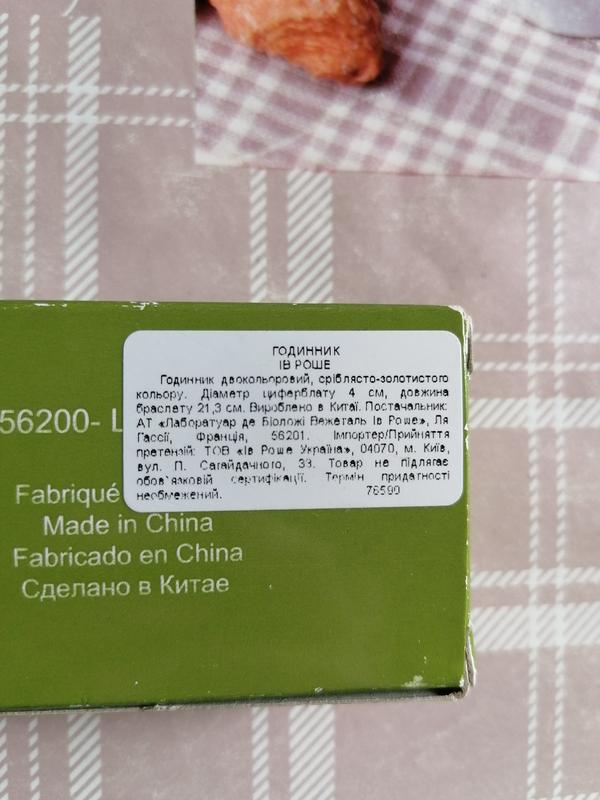 ГОДИННИК
ІВ РОШЕ
Годинник двокольоровий, сріблясто-золотистого
кольору. Діаметр циферблату 4 см, довжина
браслету 21,3 см. Вироблено в Китаї. Постачальник:
АТ «Лаборатуар де Біоложі Вежеталь Ів Роше», Ля
Гассії, Франція, 56201. Імпортер/Прийняття
претензій: ТОВ «Ів Роше Україна», 04070, м. Київ,
вул. П. Сагайдачного, 33. Товар не підлягає
обов'язковій сертифікації. Термін придатності
необмежений. 76590
56200- L
Fabriqué
Made in China
Fabricado en China
Сделано в Китае